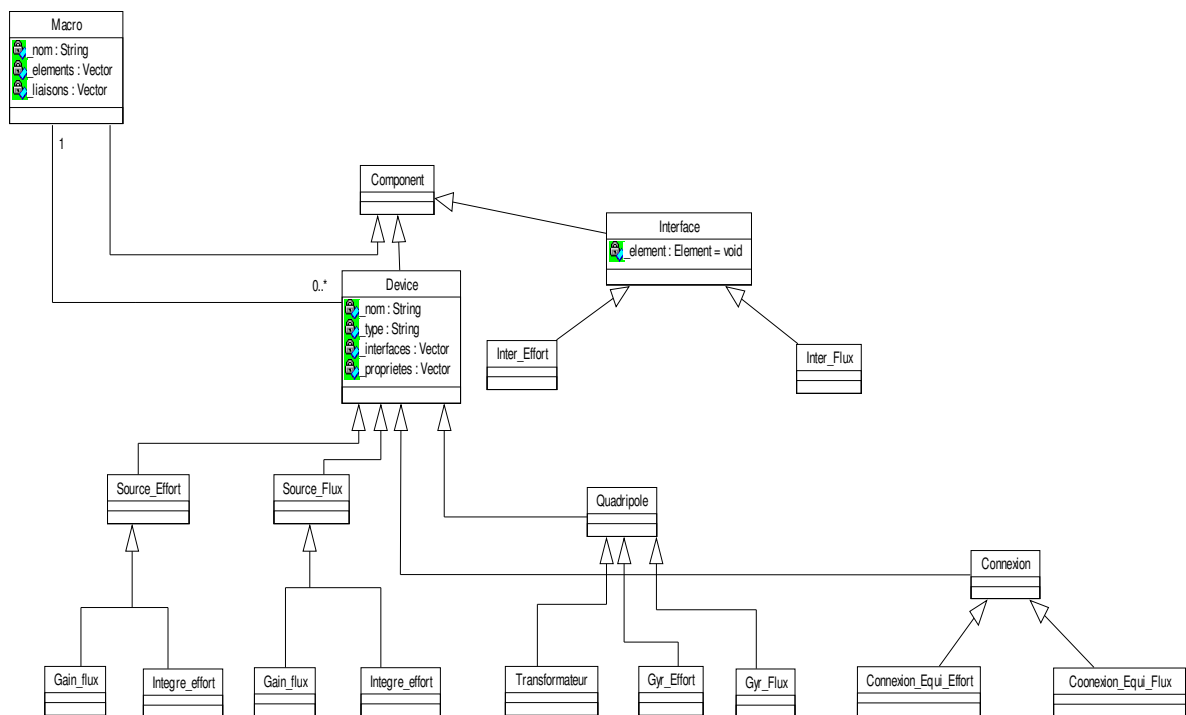 Macro
_nom : String
_elements : Vector
_liaisons : Vector
1
Component
Interface
_element : Element = void
0..*
Device
_nom : String
_type : String
_interfaces : Vector
_proprietes : Vector
Inter_Effort
Inter_Flux
Source_Effort
Source_Flux
Quadripole
Connexion
Gain_flux
Integre_effort
Gain_flux
Integre_effort
Transformateur
Gyr_Effort
Gyr_Flux
Connexion_Equi_Effort
Coonexion_Equi_Flux